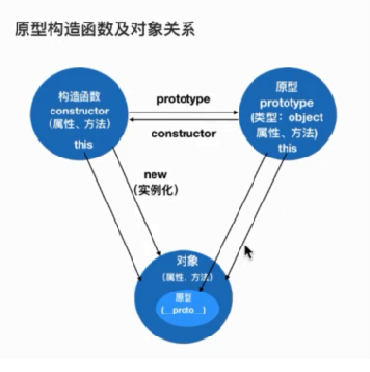 原型构造函数及对象关系
构造函数
constructor
(属性、方法)
this
prototype
constructor
原型
prototype
(类型：object
属性、方法)
this
new
(实例化)
对象
(属性，方法)
原型
(__proto__)